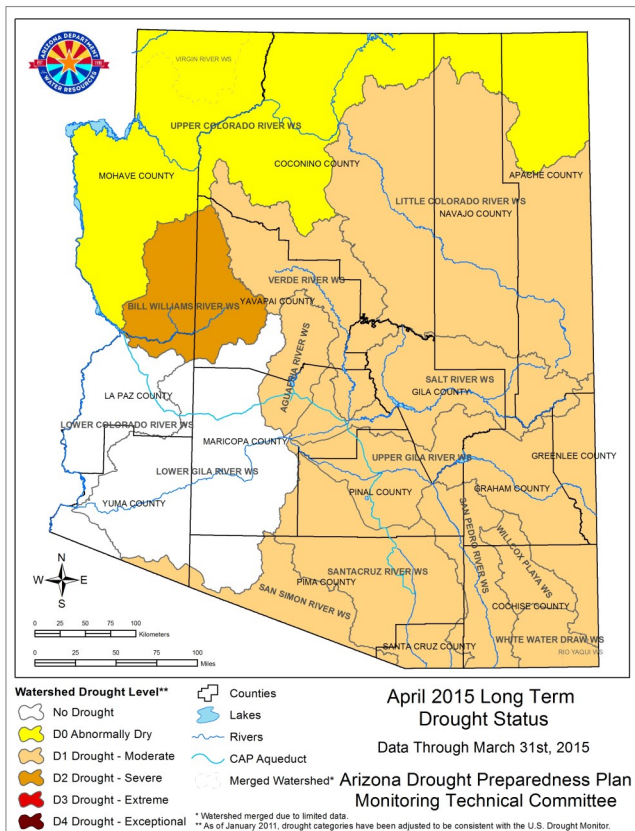 ARIZONA DEPARTMENT
WATER RESOURCES
VIRGIN RIVER WS
UPPER COLORADO RIVER WS
COCONINO COUNTY
MOHAVE COUNTY
APACHE COUNTY
LITTLE COLORADO RIVER WS
NAVAJO COUNTY
VERDE RIVER WS
BILL WILLIAMS RIVER WS
YAVAPAI COUNTY
AGUA FRIA RIVER WS
SALT RIVER WS
GILA COUNTY
LA PAZ COUNTY
LOWER COLORADO RIVER WS
MARICOPA COUNTY
UPPER GILA RIVER WS
GREENLEE COUNTY
LOWER GILA RIVER WS
PINAL COUNTY
GRAHAM COUNTY
YUMA COUNTY
SAN PEDRO RIVER WS
WILLCOX PLAYA WS
SANTACRUZ RIVER WS
PIMA COUNTY
SAN SIMON RIVER WS
COCHISE COUNTY
SANTA CRUZ COUNTY
WHITE WATER DRAW WS
RIO YAQUI WS
N
W E
S
0 25 50 75 100
Kilometers
0 25 50 100
Miles
Watershed Drought Level**
No Drought
D0 Abnormally Dry
D1 Drought - Moderate
D2 Drought - Severe
D3 Drought - Extreme
D4 Drought - Exceptional
Counties
Lakes
Rivers
CAP Aqueduct
Merged Watershed*
April 2015 Long Term
Drought Status
Data Through March 31st, 2015
Arizona Drought Preparedness Plan
Monitoring Technical Committee
* Watershed merged due to limited data.
** As of January 2011, drought categories have been adjusted to be consistent with the U.S. Drought Monitor.